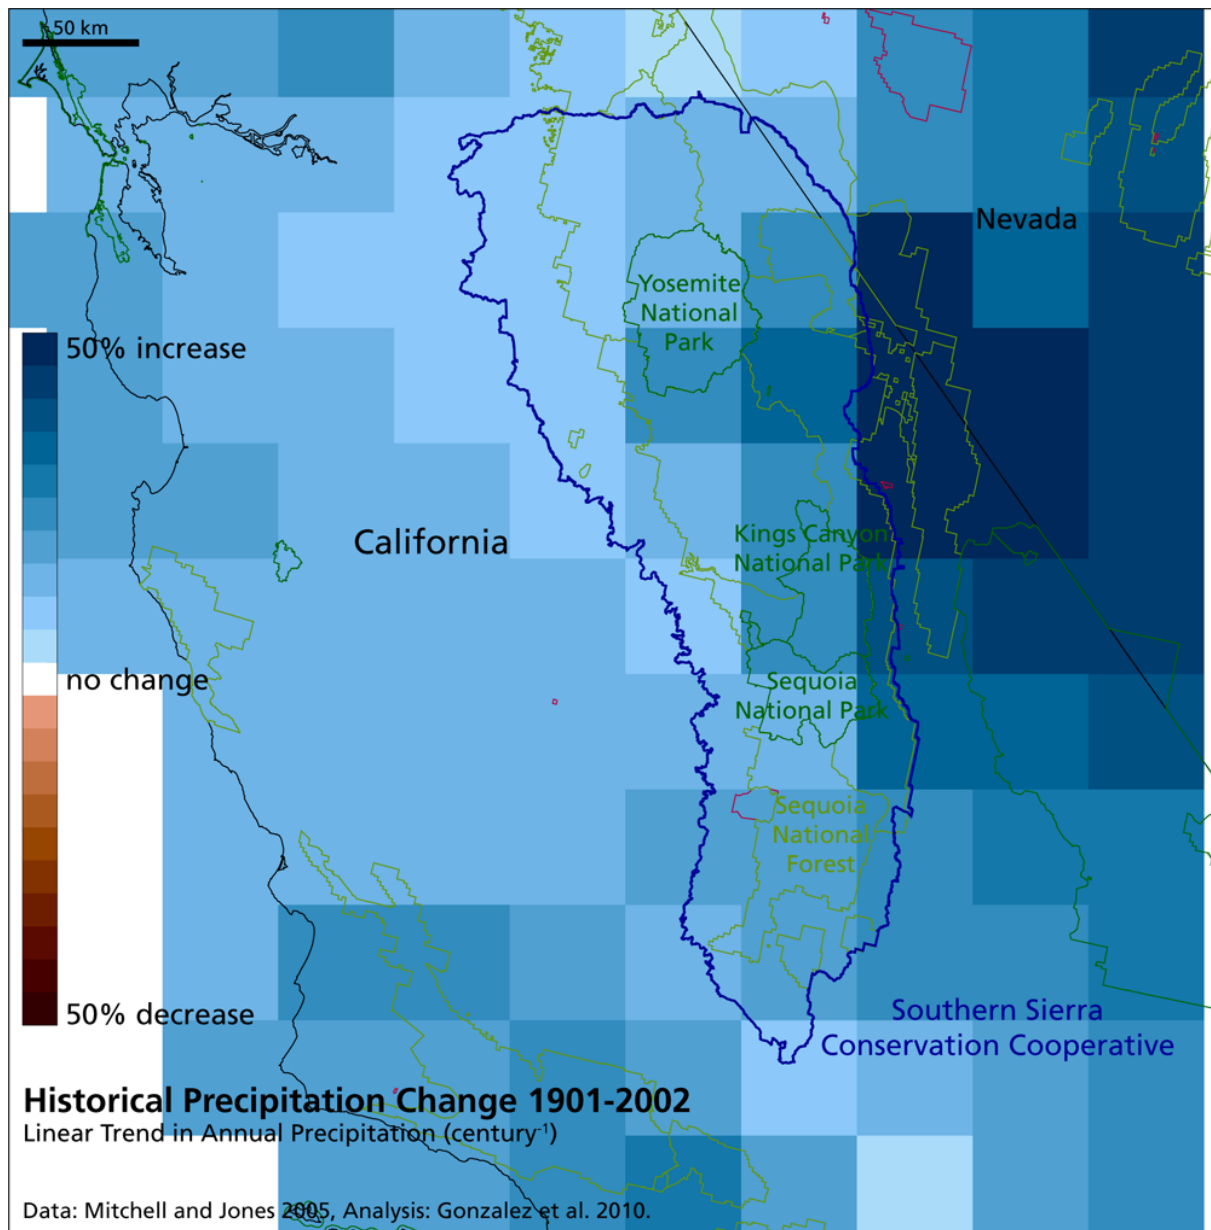 50 km
Nevada
Yosemite
National
Park
50% increase
California
Kings Canyon
National Park
no change
Sequoia
National Park
Sequoia
National
Forest
50% decrease
Southern Sierra
Conservation Cooperative
Historical Precipitation Change 1901-2002
Linear Trend in Annual Precipitation (century⁻¹)
Data: Mitchell and Jones 2005, Analysis: Gonzalez et al. 2010.